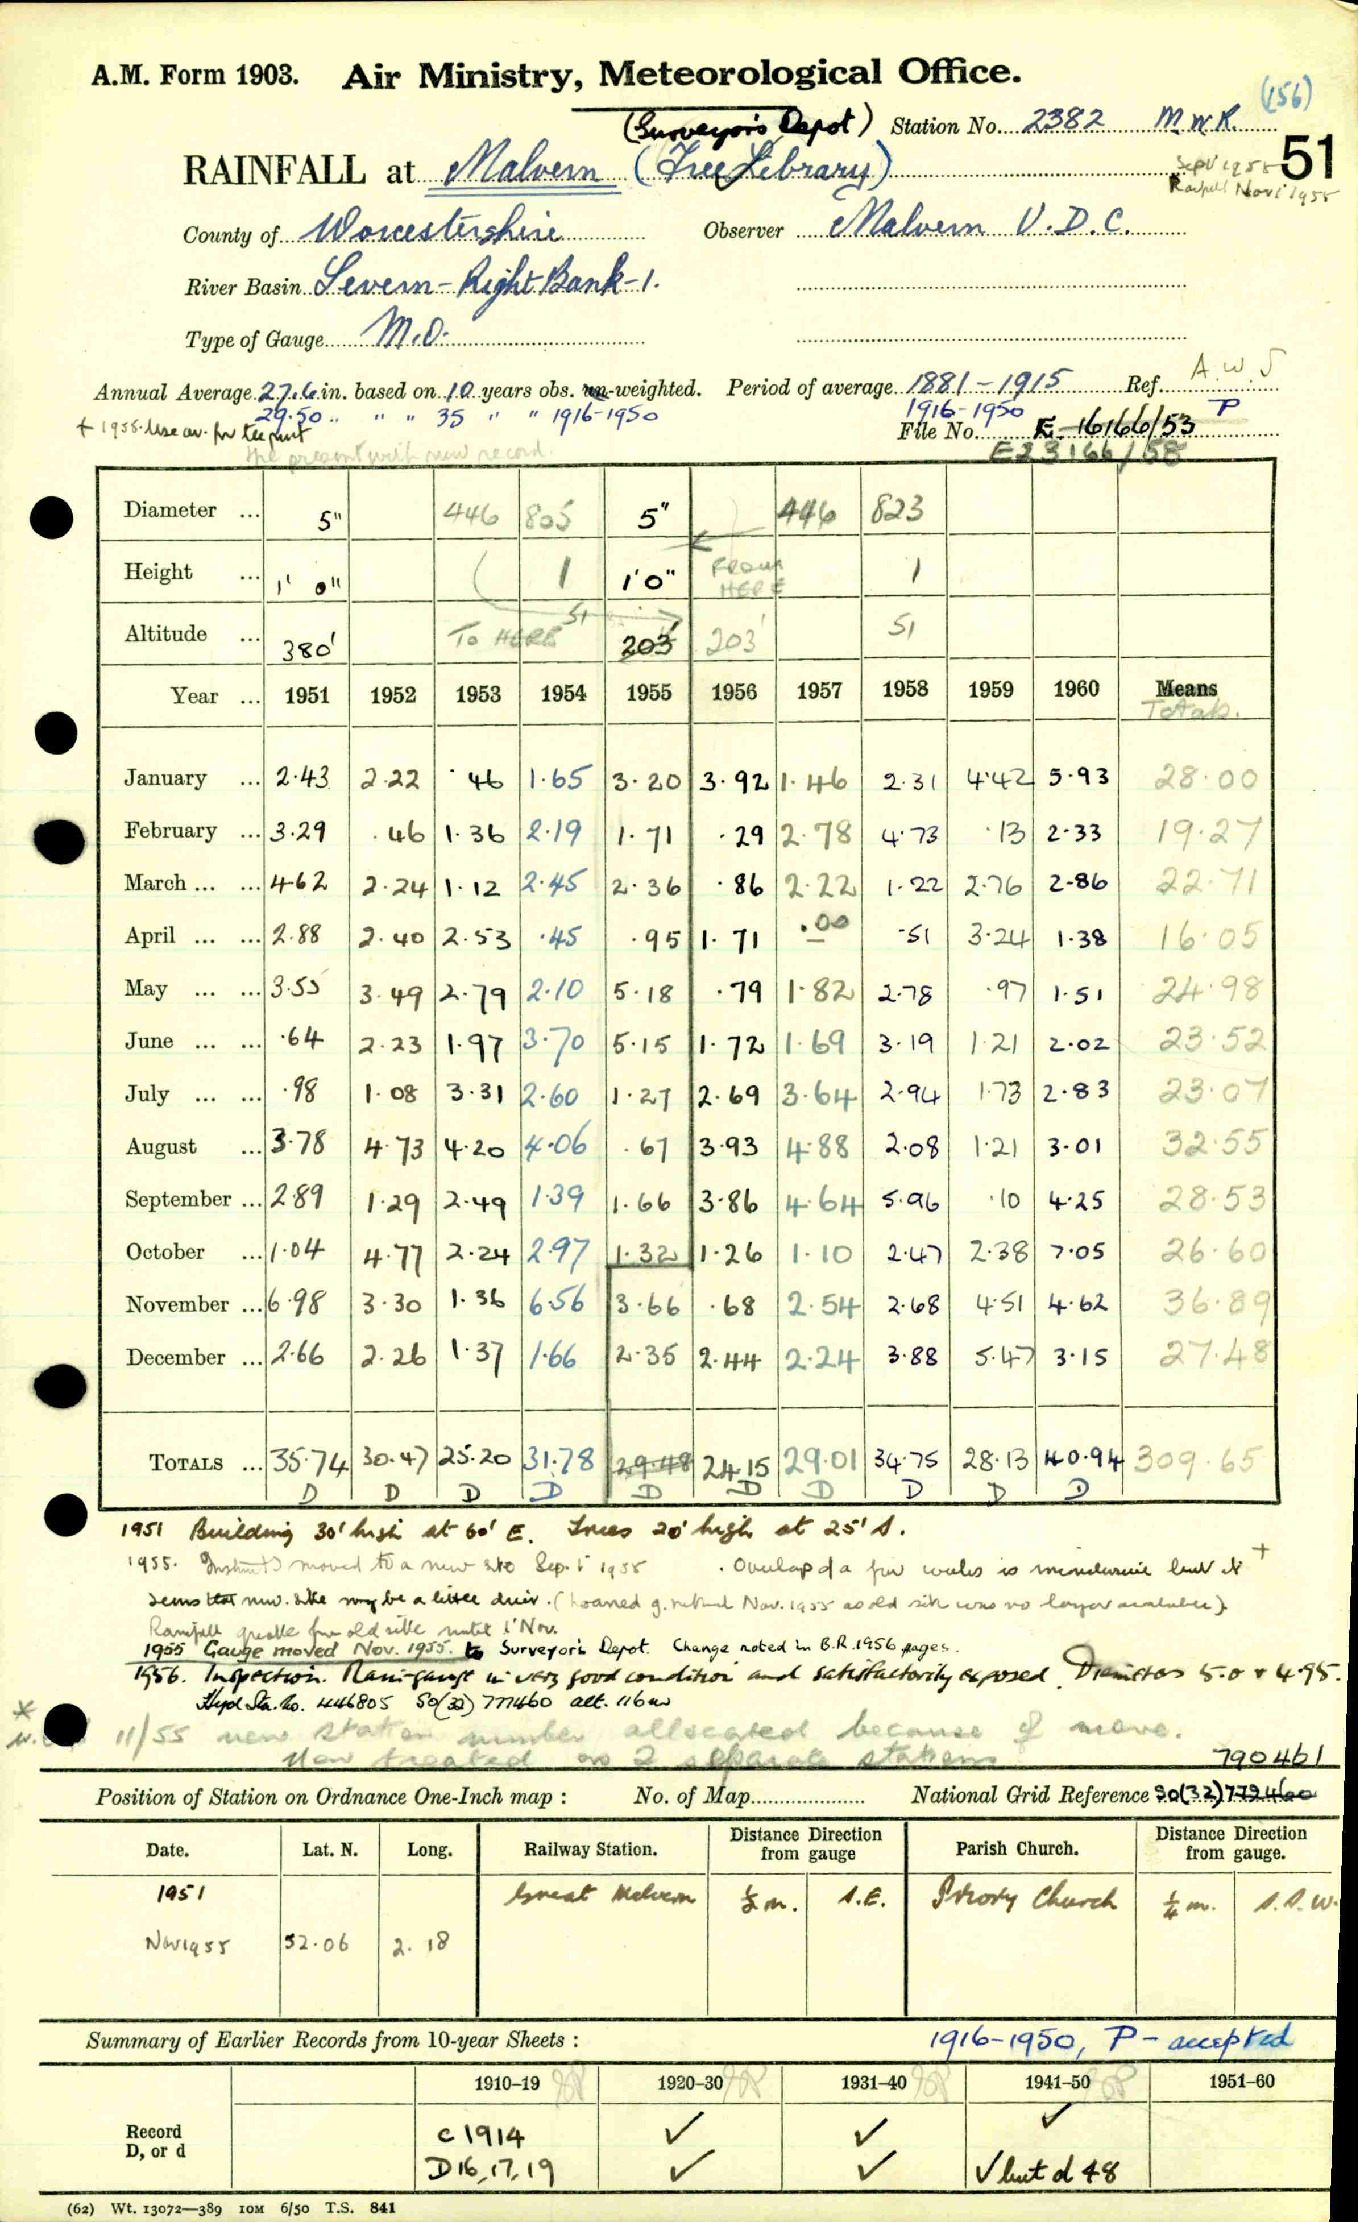 (156)
A.M. Form 1903. Air Ministry, Meteorological Office.
(Surveyor's Depot) Station No. 2382 M.W.R.
51
RAINFALL at Malvern (Free Library)
Sept 1955
Rainfall Nov 1 1955
County of Worcestershire Observer Malvern U.D.C.
River Basin Severn - Right Bank - 1.
Type of Gauge M.O.
A.W.S
Annual Average 27.6 in. based on 10 years obs. un-weighted. Period of average 1881-1915 Ref.
29.50 " " " 35 " " 1916-1950 1916-1950 P
+ 1955. Use av. for the present File No. E 16166/53
the present with new record. E23166/58
Diameter ... 5" 446 805 5" 446 823
Height ... 1' 0" 1 1'0" FROM HERE 1
Altitude ... 380' TO HERE 51 203' 203' 51
Year ... 1951 1952 1953 1954 1955 1956 1957 1958 1959 1960 Means
Totals.
January ... 2.43 2.22 .46 1.65 3.20 3.92 1.46 2.31 4.42 5.93 28.00
February ... 3.29 .46 1.36 2.19 1.71 .29 2.78 4.73 .13 2.33 19.27
March ... ... 4.62 2.24 1.12 2.45 2.36 .86 2.22 1.22 2.76 2.86 22.71
April ... ... 2.88 2.40 2.53 .45 .95 1.71 .00 .51 3.24 1.38 16.05
May ... ... 3.55 3.49 2.79 2.10 5.18 .79 1.82 2.78 .97 1.51 24.98
June ... ... .64 2.23 1.97 3.70 5.15 1.72 1.69 3.19 1.21 2.02 23.52
July ... ... .98 1.08 3.31 2.60 1.27 2.69 3.64 2.94 1.73 2.83 23.07
August ... 3.78 4.73 4.20 4.06 .67 3.93 4.88 2.08 1.21 3.01 32.55
September ... 2.89 1.29 2.49 1.39 1.66 3.86 4.64 5.96 .10 4.25 28.53
October ... 1.04 4.77 2.24 2.97 1.32 1.26 1.10 2.47 2.38 7.05 26.60
November ... 6.98 3.30 1.36 6.56 3.66 .68 2.54 2.68 4.51 4.62 36.89
December ... 2.66 2.26 1.37 1.66 2.35 2.44 2.24 3.88 5.47 3.15 27.48
TOTALS ... 35.74 30.47 25.20 31.78 29.48 24.15 29.01 34.75 28.13 40.94 309.65
D D D D D D D D D D
1951 Building 30' high at 60' E. Trees 20' high at 25' S.
1955. moved to a new site Sep. 1 1955. Overlap of a few weeks is but it +
seems that new site may be a little drier. (Loaned g. Nov. 1955 as old site was no longer available).
Rainfall for old site until 1 Nov.
1955 Gauge moved Nov. 1955. to Surveyor's Depot. Change noted in B.R. 1956 pages.
1956. Inspection. Rain-gauge in very good condition and satisfactorily exposed. Diameters 5.0 & 4.95.
Hyd Sta. No. 446805 SO(32) 777460 alt. 116m
* 11/55 new station number allocated because of move.
Now treated as 2 separate stations
790461
Position of Station on Ordnance One-Inch map : No. of Map National Grid Reference SO(32)779460
Date. Lat. N. Long. Railway Station. Distance Direction from gauge Parish Church. Distance Direction from gauge.
1951 Great Malvern ½ m. S.E. Priory Church ¼ m. S.S.W.
Nov 1955 52.06 2.18
Summary of Earlier Records from 10-year Sheets : 1916-1950, P - accepted
1910-19 1920-30 1931-40 1941-50 1951-60
Record c 1914 ✓ ✓ ✓
D, or d D16,17,19 ✓ ✓ ✓ but d 48
(62) Wt. 13072—389 10M 6/50 T.S. 841